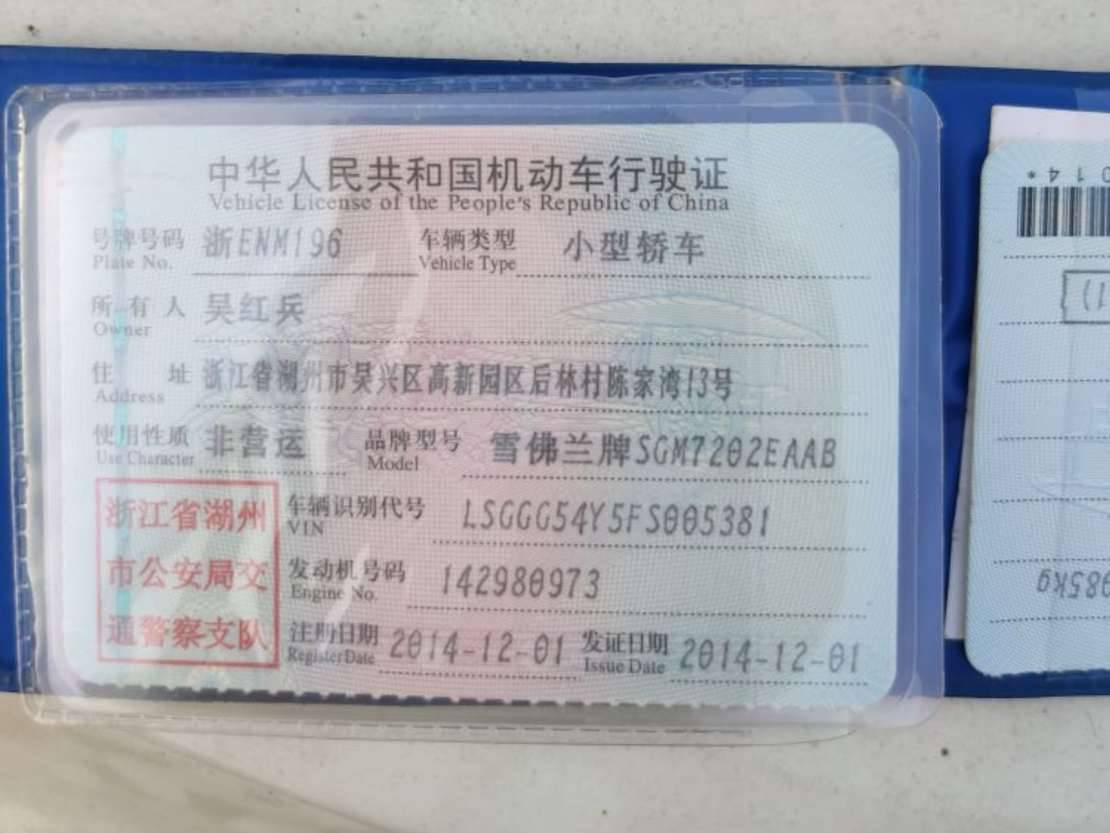 中华人民共和国机动车行驶证
Vehicle License of the People's Republic of China
号牌号码 浙ENM196 车辆类型 小型轿车
Plate No. Vehicle Type
所有人 吴红兵
Owner
住址 浙江省湖州市吴兴区高新园区后林村陈家湾13号
Address
使用性质 非营运 品牌型号 雪佛兰牌SGM7202EAAB
Use Character Model
浙江省湖州
市公安局交
通警察支队
车辆识别代号 LSGGG54Y5FS005381
VIN
发动机号码 142980973
Engine No.
注册日期 2014-12-01 发证日期 2014-12-01
Register Date Issue Date
014*
985kg